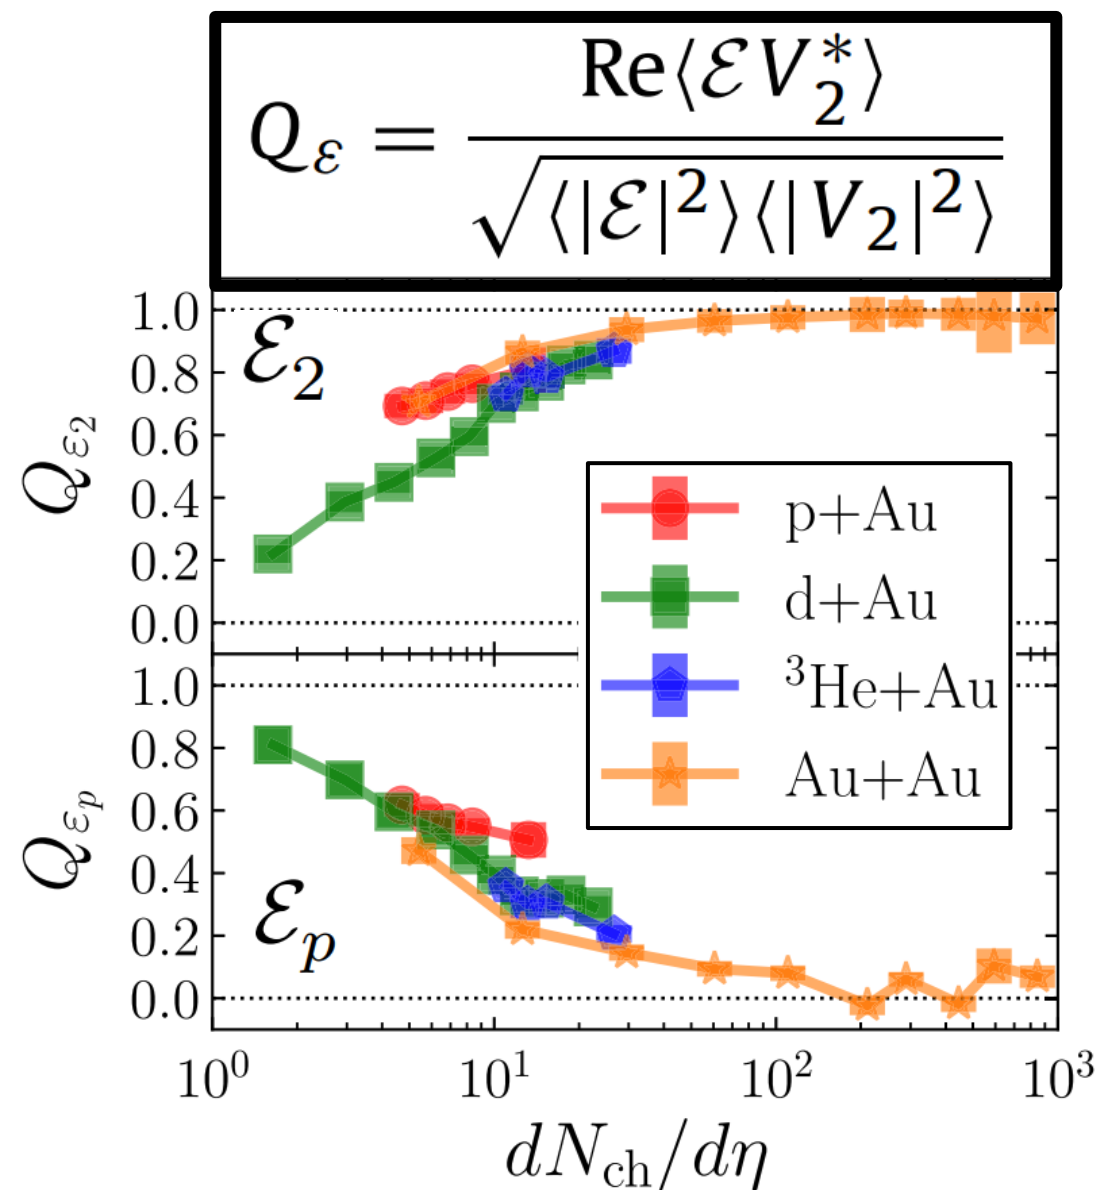 Q_ε = Re⟨ℰV₂*⟩ / √⟨|ℰ|²⟩⟨|V₂|²⟩
1.0
ℰ₂
0.8
0.6
0.4
0.2
0.0
Q_ε₂
p+Au
d+Au
³He+Au
Au+Au
1.0
0.8
0.6
0.4
ℰₚ
0.2
0.0
Q_εₚ
10⁰ 10¹ 10² 10³
dN_ch/dη